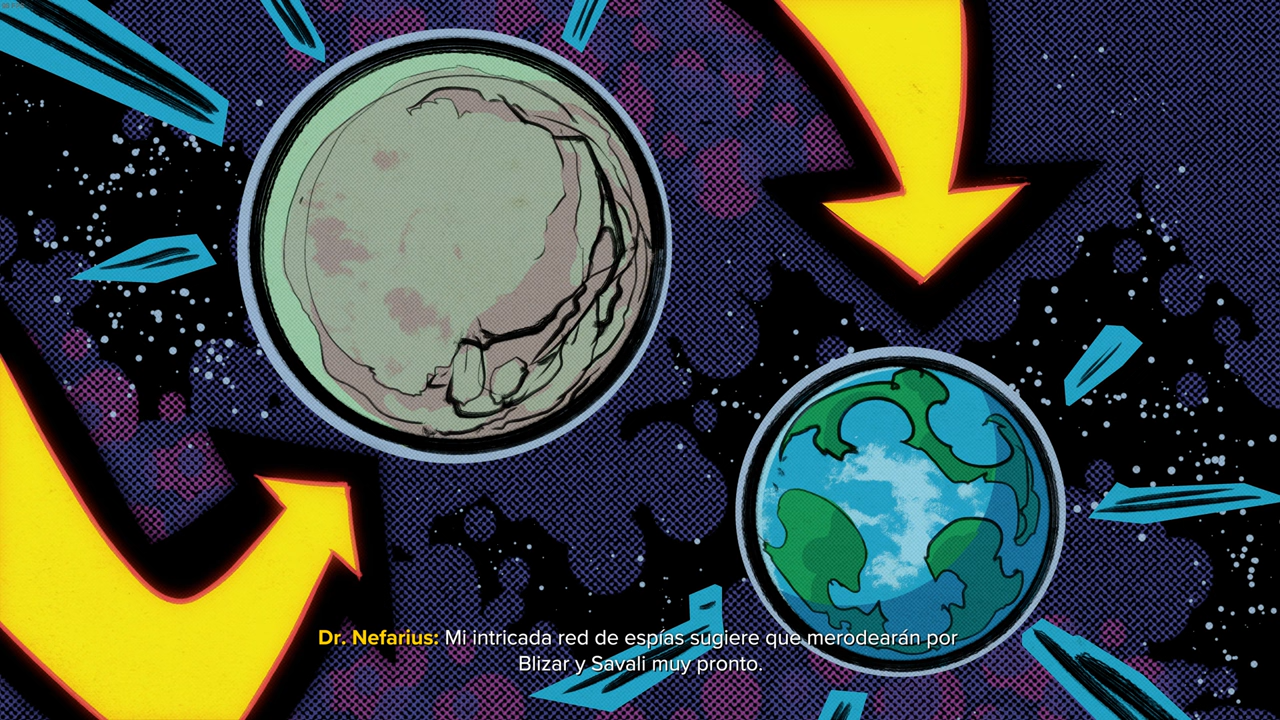 Dr. Nefarius: Mi intricada red de espías sugiere que merodearán por
Blizar y Savali muy pronto.